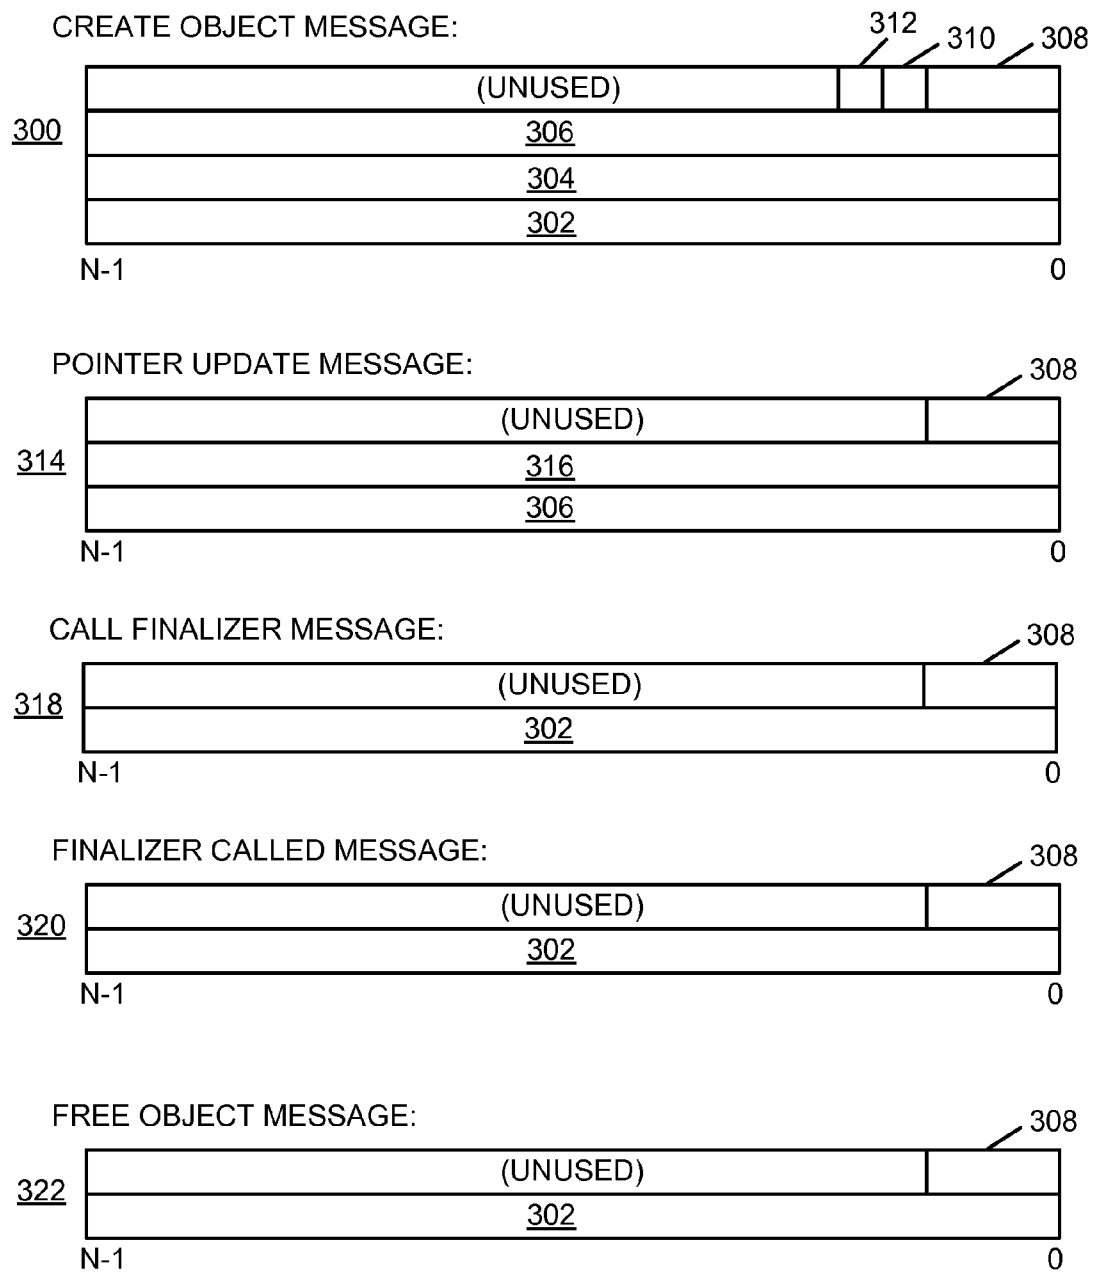 CREATE OBJECT MESSAGE:
312 310 308
(UNUSED)
300
306
304
302
N-1 0
POINTER UPDATE MESSAGE:
308
(UNUSED)
314
316
306
N-1 0
CALL FINALIZER MESSAGE:
308
(UNUSED)
318
302
N-1 0
FINALIZER CALLED MESSAGE:
308
(UNUSED)
320
302
N-1 0
FREE OBJECT MESSAGE:
308
(UNUSED)
322
302
N-1 0